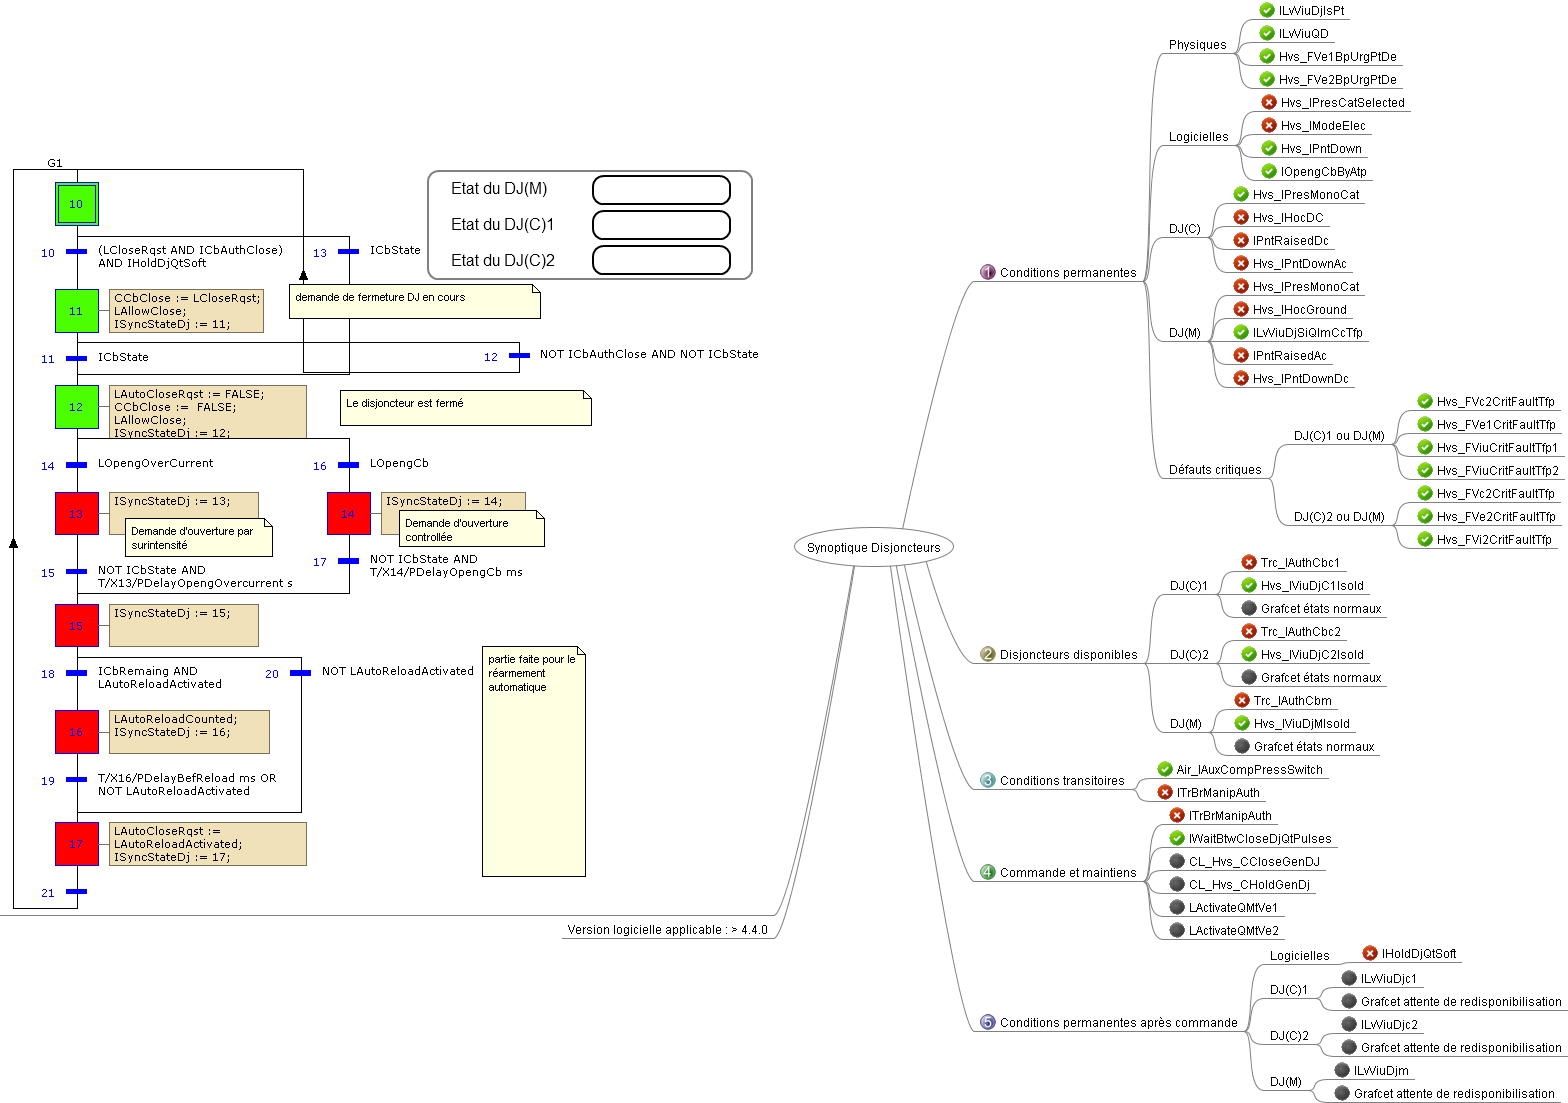 G1
10
10
(LCloseRqst AND ICbAuthClose)
AND IHoldDjQtSoft
13
ICbState
11
CCbClose := LCloseRqst;
LAllowClose;
ISyncStateDj := 11;
demande de fermeture DJ en cours
11
ICbState
12
NOT ICbAuthClose AND NOT ICbState
12
LAutoCloseRqst := FALSE;
CCbClose :=  FALSE;
LAllowClose;
ISyncStateDj := 12;
Le disjoncteur est fermé
14
LOpengOverCurrent
16
LOpengCb
13
ISyncStateDj := 13;
Demande d'ouverture par
surintensité
14
ISyncStateDj := 14;
Demande d'ouverture
controllée
15
NOT ICbState AND
T/X13/PDelayOpengOvercurrent s
17
NOT ICbState AND
T/X14/PDelayOpengCb ms
15
ISyncStateDj := 15;
18
ICbRemaing AND
LAutoReloadActivated
20
NOT LAutoReloadActivated
partie faite pour le
réarmement
automatique
16
LAutoReloadCounted;
ISyncStateDj := 16;
19
T/X16/PDelayBefReload ms OR
NOT LAutoReloadActivated
17
LAutoCloseRqst :=
LAutoReloadActivated;
ISyncStateDj := 17;
21
Etat du DJ(M)
Etat du DJ(C)1
Etat du DJ(C)2
Synoptique Disjoncteurs
Version logicielle applicable : > 4.4.0
1 Conditions permanentes
Physiques
ILvViuDjIsPt
ILvViuQD
Hvs_FVe1BpUrgPtDe
Hvs_FVe2BpUrgPtDe
Logicielles
Hvs_IPresCatSelected
Hvs_IModeElec
Hvs_IPntDown
IOpengCbByAtp
DJ(C)
Hvs_IPresMonoCat
Hvs_IHocDC
IPntRaisedDc
Hvs_IPntDownAc
DJ(M)
Hvs_IPresMonoCat
Hvs_IHocGround
ILvViuDjSiQlmCcTfp
IPntRaisedAc
Hvs_IPntDownDc
Défauts critiques
DJ(C)1 ou DJ(M)
Hvs_FVc2CritFaultTfp
Hvs_FVe1CritFaultTfp
Hvs_FViuCritFaultTfp1
Hvs_FViuCritFaultTfp2
DJ(C)2 ou DJ(M)
Hvs_FVc2CritFaultTfp
Hvs_FVe2CritFaultTfp
Hvs_FVi2CritFaultTfp
2 Disjoncteurs disponibles
DJ(C)1
Trc_IAuthCbc1
Hvs_IViuDjC1Isold
Grafcet états normaux
DJ(C)2
Trc_IAuthCbc2
Hvs_IViuDjC2Isold
Grafcet états normaux
DJ(M)
Trc_IAuthCbm
Hvs_IViuDjMIsold
Grafcet états normaux
3 Conditions transitoires
Air_IAuxCompPressSwitch
ITrBrManipAuth
4 Commande et maintiens
ITrBrManipAuth
IWaitBtwCloseDjQtPulses
CL_Hvs_CCloseGenDJ
CL_Hvs_CHoldGenDj
LActivateQMtVe1
LActivateQMtVe2
5 Conditions permanentes après commande
Logicielles
IHoldDjQtSoft
DJ(C)1
ILvViuDjc1
Grafcet attente de redisponibilisation
DJ(C)2
ILvViuDjc2
Grafcet attente de redisponibilisation
DJ(M)
ILvViuDjm
Grafcet attente de redisponibilisation